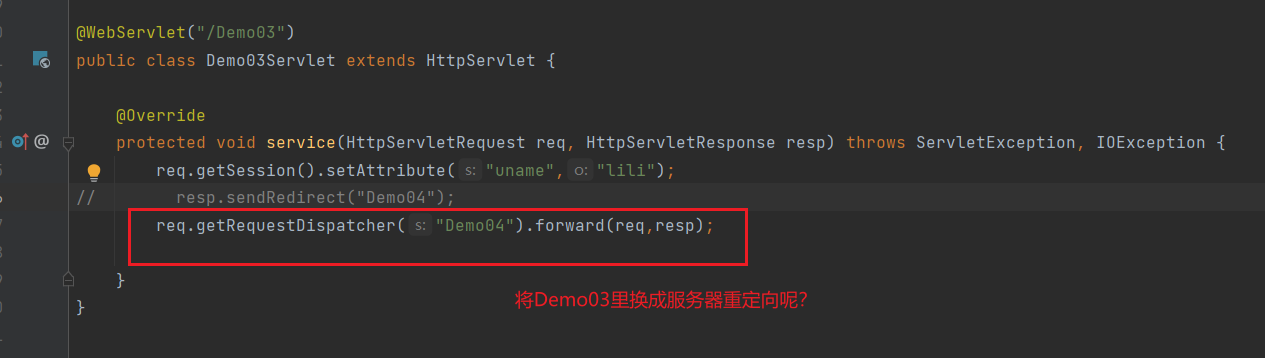 @WebServlet("/Demo03")
public class Demo03Servlet extends HttpServlet {
@Override
protected void service(HttpServletRequest req, HttpServletResponse resp) throws ServletException, IOException {
req.getSession().setAttribute( s: "uname", o: "lili");
// resp.sendRedirect("Demo04");
req.getRequestDispatcher( s: "Demo04").forward(req,resp);
}
将Demo03里换成服务器重定向呢?
}